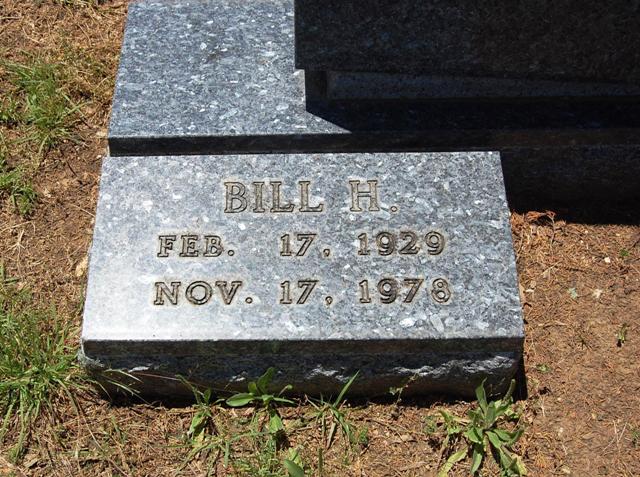 BILL H.
FEB. 17, 1929
NOV. 17, 1978